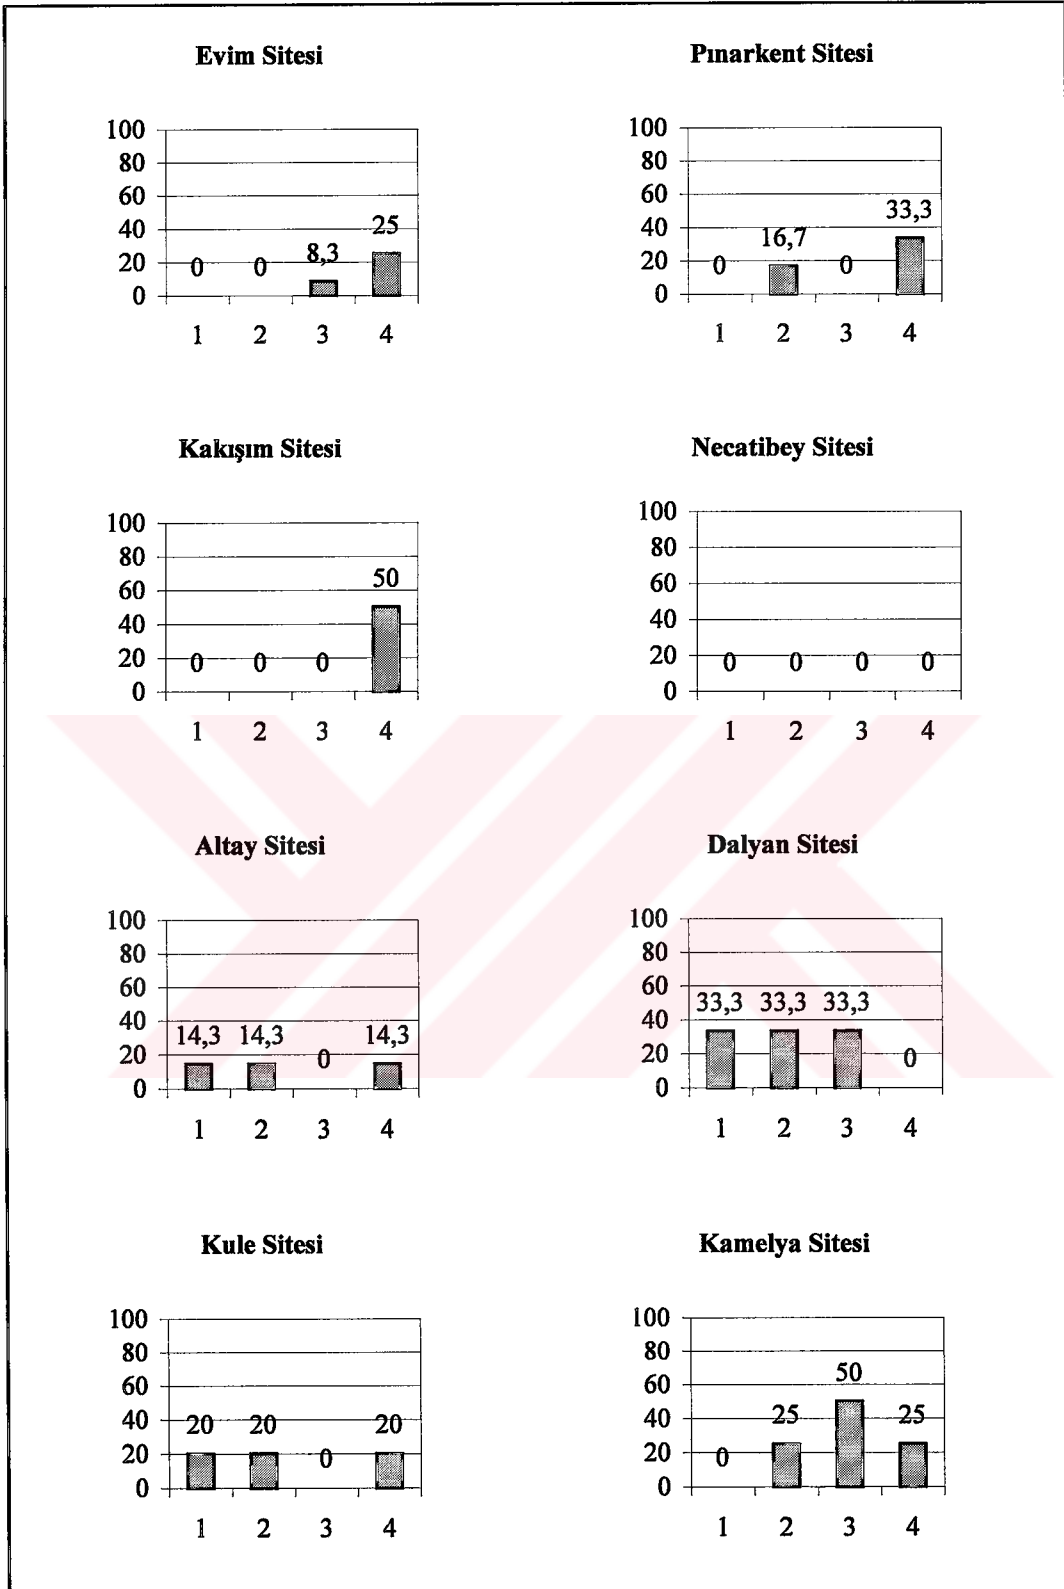 Evim Sitesi
100
80
60
40
20
0
0 0 8,3 25
1 2 3 4
Pınarkent Sitesi
100
80
60
40
20
0
0 16,7 0 33,3
1 2 3 4
Kakışım Sitesi
100
80
60
40
20
0
0 0 0 50
1 2 3 4
Necatibey Sitesi
100
80
60
40
20
0
0 0 0 0
1 2 3 4
Altay Sitesi
100
80
60
40
20
0
14,3 14,3 0 14,3
1 2 3 4
Dalyan Sitesi
100
80
60
40
20
0
33,3 33,3 33,3 0
1 2 3 4
Kule Sitesi
100
80
60
40
20
0
20 20 0 20
1 2 3 4
Kamelya Sitesi
100
80
60
40
20
0
0 25 50 25
1 2 3 4